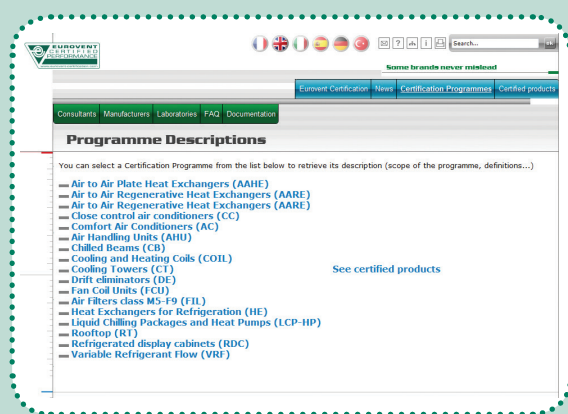 EUROVENT
CERTIFIED
PERFORMANCE
Search...
Some brands never mislead
Eurovent Certification News Certification Programmes Certified products
Consultants Manufacturers Laboratories FAQ Documentation
Programme Descriptions
You can select a Certification Programme from the list below to retrieve its description (scope of the programme, definitions...)
Air to Air Plate Heat Exchangers (AAHE)
Air to Air Regenerative Heat Exchangers (AARE)
Air to Air Regenerative Heat Exchangers (AARE)
Close control air conditioners (CC)
Comfort Air Conditioners (AC)
Air Handling Units (AHU)
Chilled Beams (CB)
Cooling and Heating Coils (COIL)
Cooling Towers (CT)
See certified products
Drift eliminators (DE)
Fan Coil Units (FCU)
Air Filters class M5-F9 (FIL)
Heat Exchangers for Refrigeration (HE)
Liquid Chilling Packages and Heat Pumps (LCP-HP)
Rooftop (RT)
Refrigerated display cabinets (RDC)
Variable Refrigerant Flow (VRF)